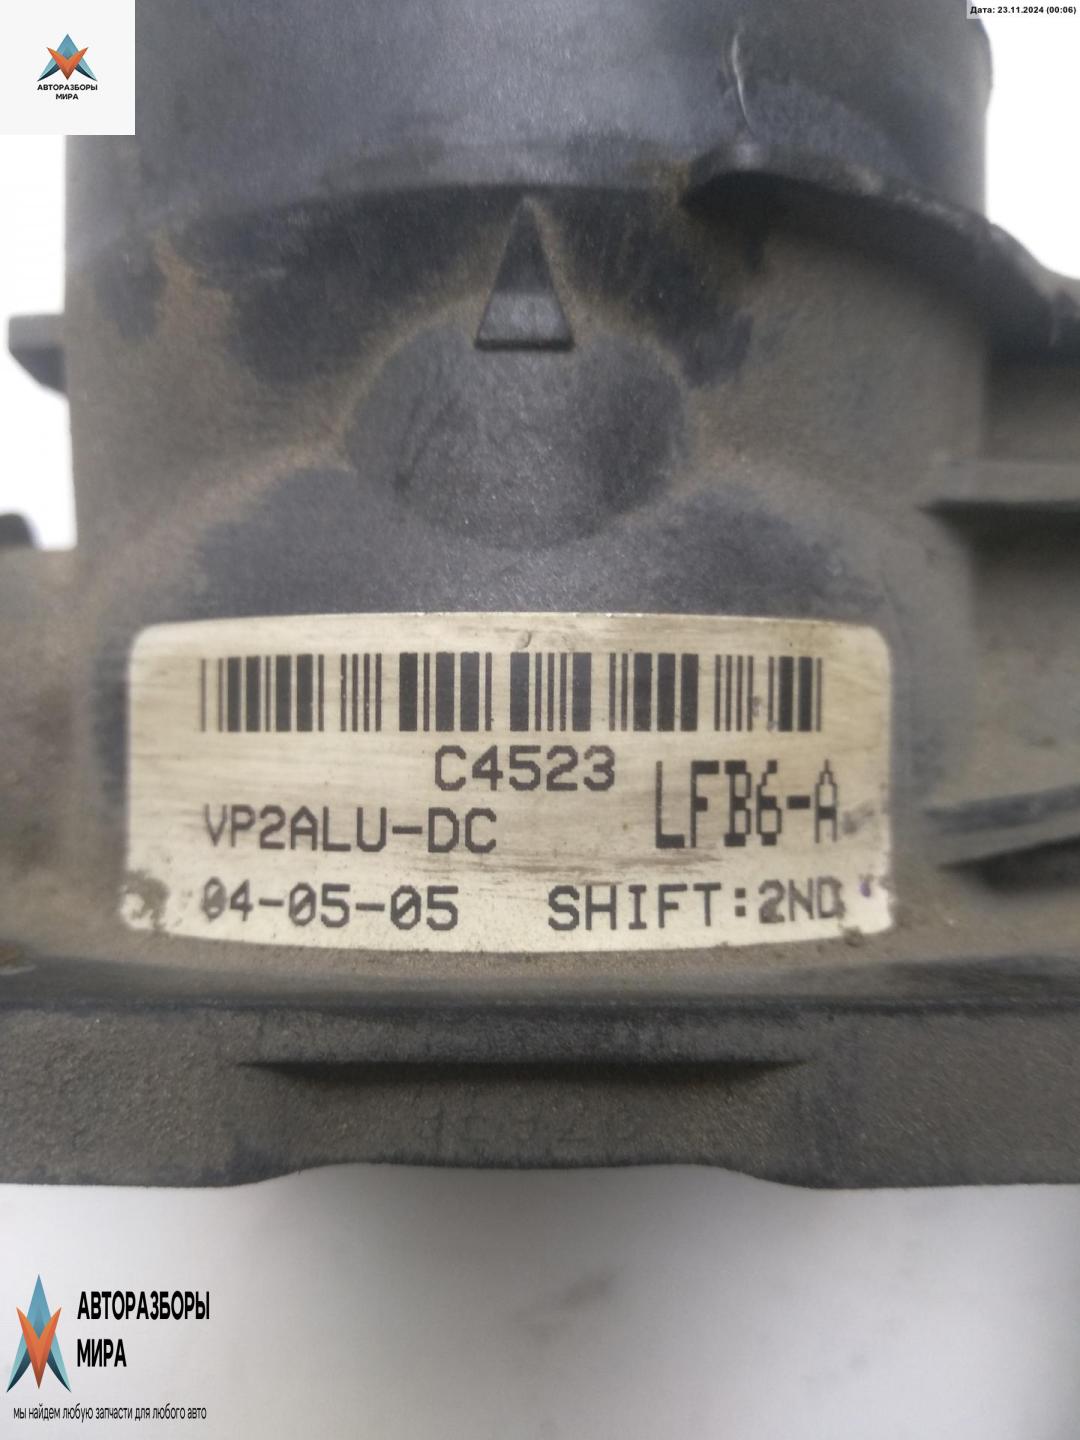 Дата: 23.11.2024 (00:06)
АВТОРАЗБОРЫ
МИРА
C4523
LFB6-A
VP2ALU-DC
04-05-05 SHIFT:2ND
АВТОРАЗБОРЫ
МИРА
мы найдем любую запчасти для любого авто